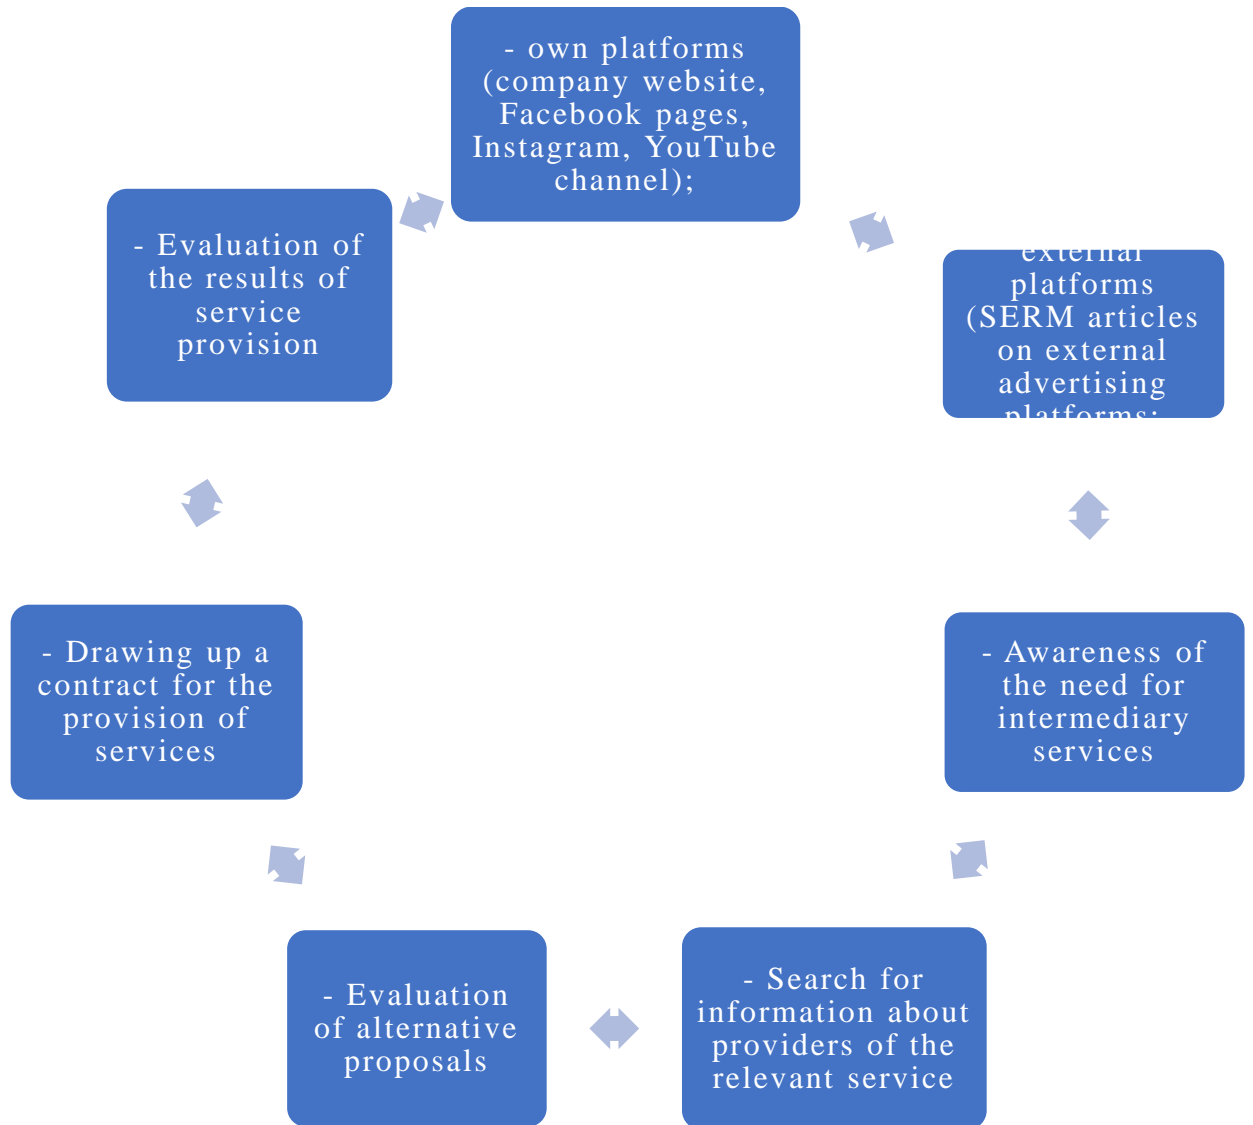 - own platforms
(company website,
Facebook pages,
Instagram, YouTube
channel);
external
platforms
(SERM articles
on external
advertising
platforms;
- Awareness of
the need for
intermediary
services
- Search for
information about
providers of the
relevant service
- Evaluation
of alternative
proposals
- Drawing up a
contract for the
provision of
services
- Evaluation of
the results of
service
provision